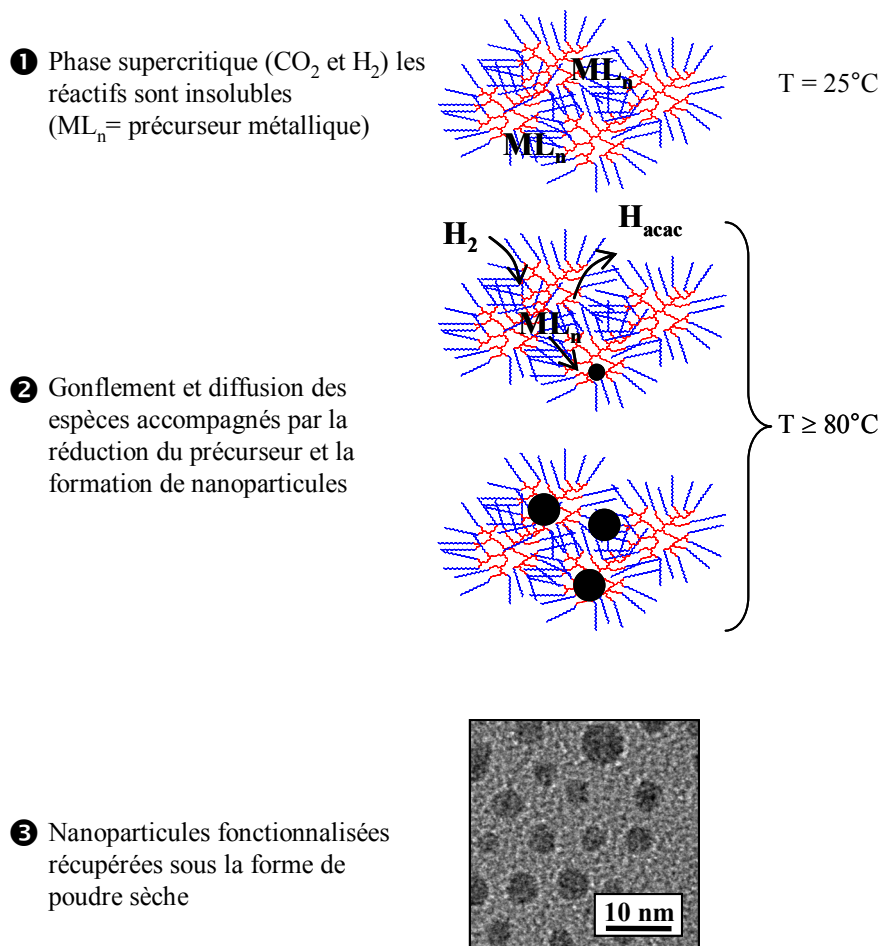 ❶ Phase supercritique (CO₂ et H₂) les
réactifs sont insolubles
(MLₙ= précurseur métallique)
MLₙ
MLₙ
T = 25°C
H₂
Hₐcₐc
MLₙ
❷ Gonflement et diffusion des
espèces accompagnés par la
réduction du précurseur et la
formation de nanoparticules
T ≥ 80°C
❸ Nanoparticules fonctionnalisées
récupérées sous la forme de
poudre sèche
10 nm